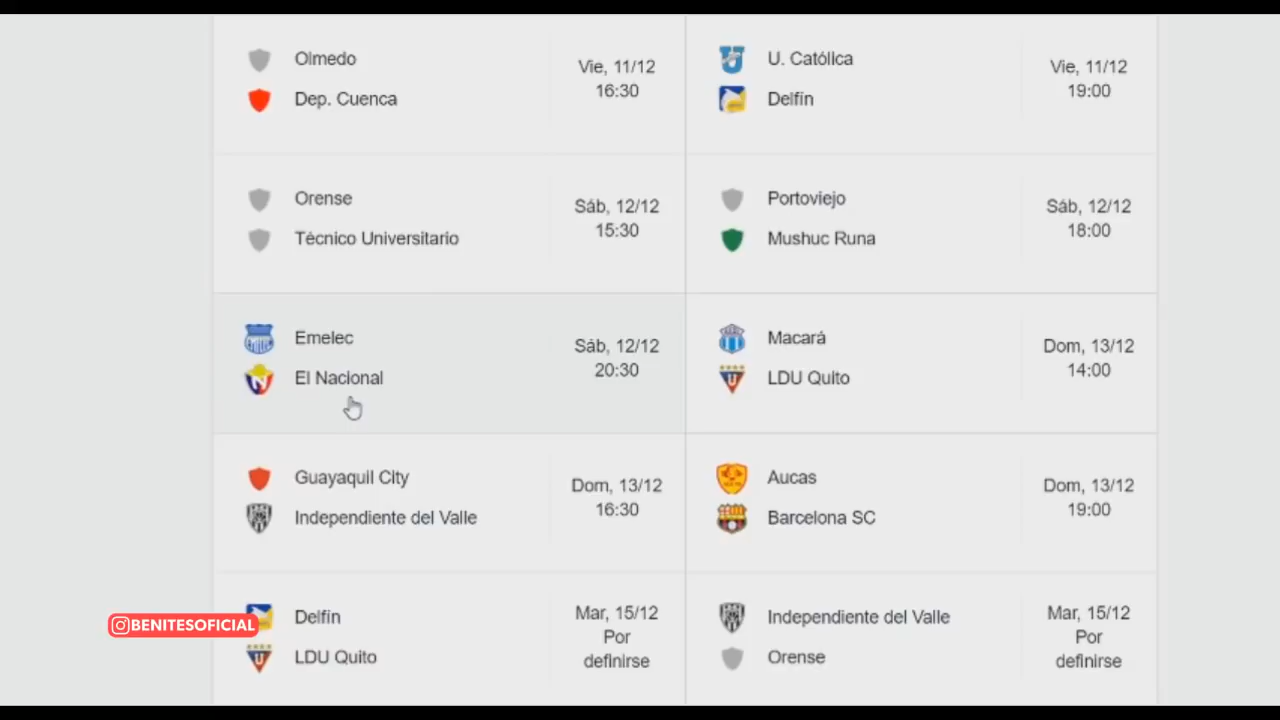 Olmedo
Dep. Cuenca
Vie, 11/12
16:30
U. Católica
Delfín
Vie, 11/12
19:00
Orense
Técnico Universitario
Sáb, 12/12
15:30
Portoviejo
Mushuc Runa
Sáb, 12/12
18:00
Emelec
El Nacional
Sáb, 12/12
20:30
Macará
LDU Quito
Dom, 13/12
14:00
Guayaquil City
Independiente del Valle
Dom, 13/12
16:30
Aucas
Barcelona SC
Dom, 13/12
19:00
Delfín
LDU Quito
Mar, 15/12
Por
definirse
Independiente del Valle
Orense
Mar, 15/12
Por
definirse
BENITESOFICIAL